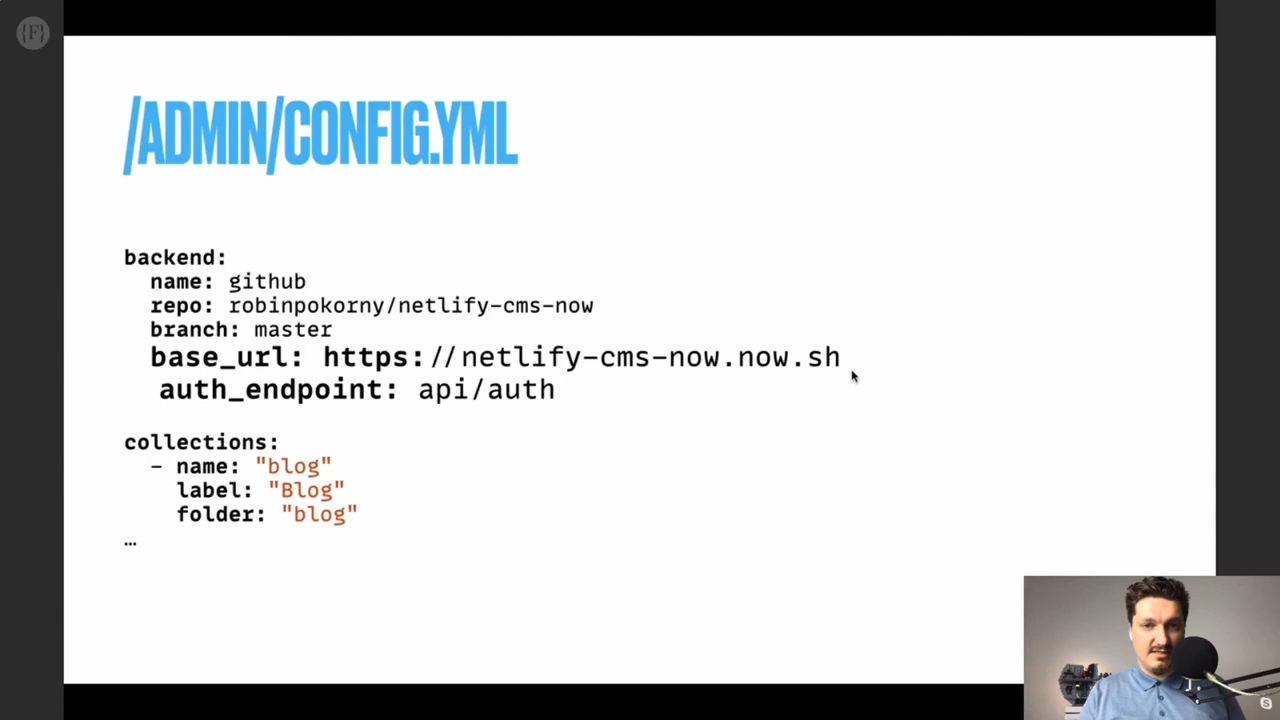 {F}
/ADMIN/CONFIG.YML
backend:
name: github
repo: robinpokorny/netlify-cms-now
branch: master
base_url: https://netlify-cms-now.now.sh
auth_endpoint: api/auth
collections:
- name: "blog"
label: "Blog"
folder: "blog"
…